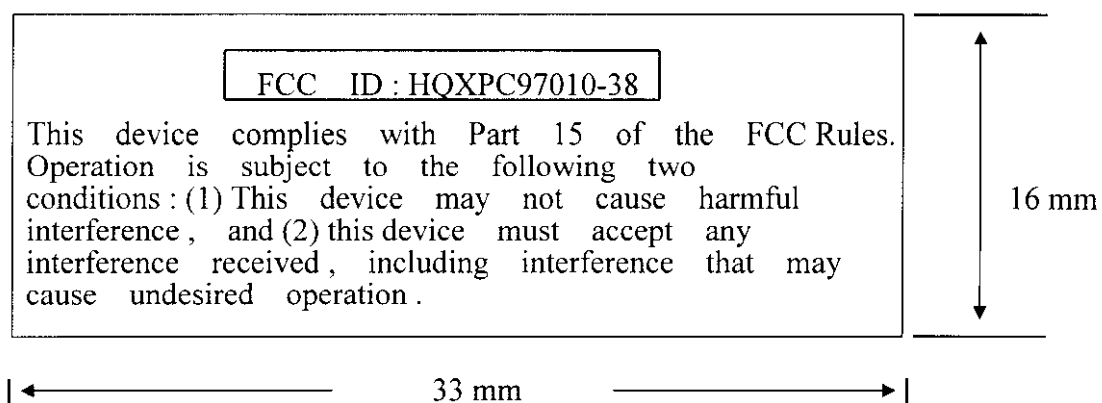 FCC ID : HQXPC97010-38
This device complies with Part 15 of the FCC Rules.
Operation is subject to the following two
conditions : (1) This device may not cause harmful
interference , and (2) this device must accept any
interference received , including interference that may
cause undesired operation .
16 mm
33 mm